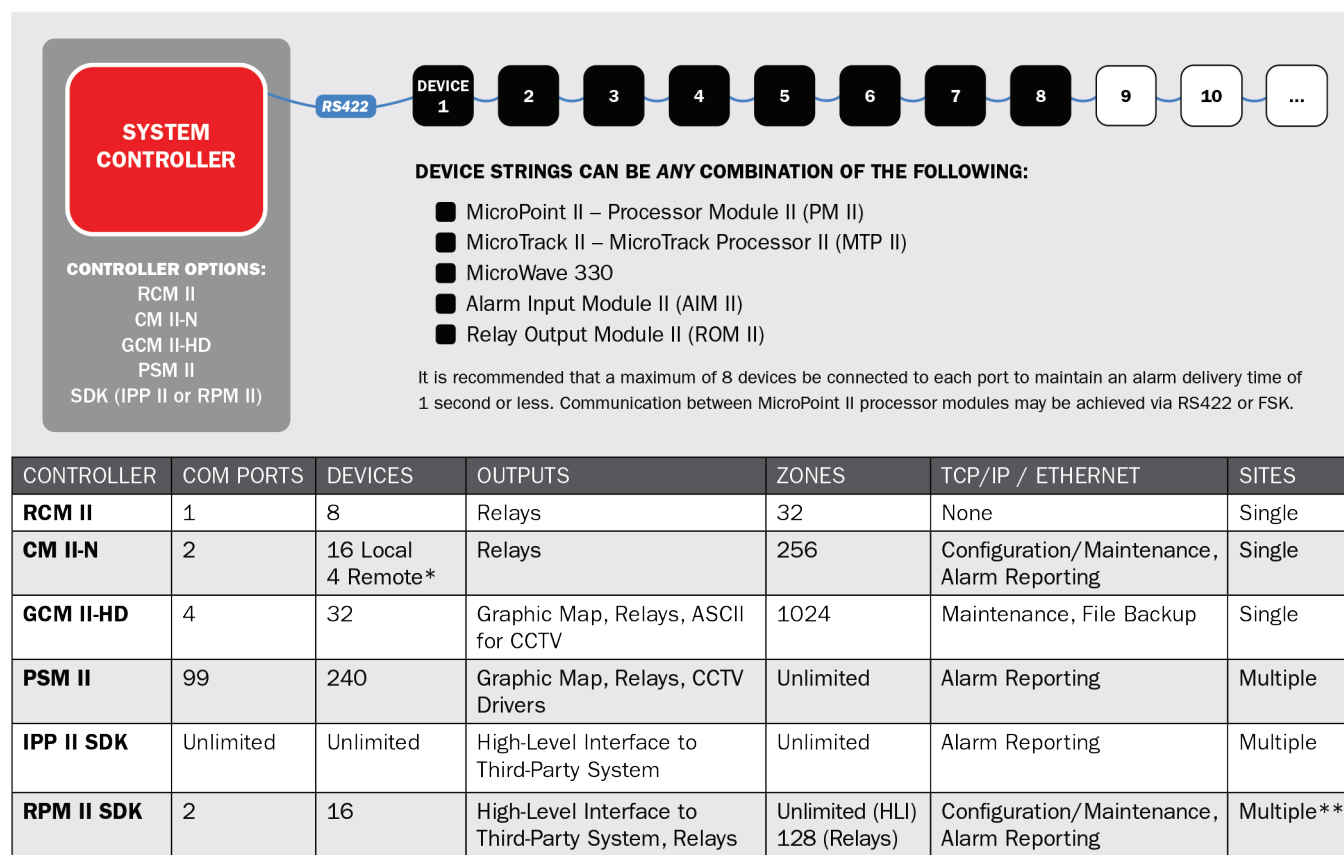 SYSTEM
CONTROLLER
CONTROLLER OPTIONS:
RCM II
CM II-N
GCM II-HD
PSM II
SDK (IPP II or RPM II)
RS422
DEVICE
1
2
3
4
5
6
7
8
9
10
...
DEVICE STRINGS CAN BE ANY COMBINATION OF THE FOLLOWING:
MicroPoint II – Processor Module II (PM II)
MicroTrack II – MicroTrack Processor II (MTP II)
MicroWave 330
Alarm Input Module II (AIM II)
Relay Output Module II (ROM II)
It is recommended that a maximum of 8 devices be connected to each port to maintain an alarm delivery time of
1 second or less. Communication between MicroPoint II processor modules may be achieved via RS422 or FSK.
CONTROLLER COM PORTS DEVICES OUTPUTS ZONES TCP/IP / ETHERNET SITES
RCM II 1 8 Relays 32 None Single
CM II-N 2 16 Local Relays 256 Configuration/Maintenance, Single
4 Remote* Alarm Reporting
GCM II-HD 4 32 Graphic Map, Relays, ASCII 1024 Maintenance, File Backup Single
for CCTV
PSM II 99 240 Graphic Map, Relays, CCTV Unlimited Alarm Reporting Multiple
Drivers
IPP II SDK Unlimited Unlimited High-Level Interface to Unlimited Alarm Reporting Multiple
Third-Party System
RPM II SDK 2 16 High-Level Interface to Unlimited (HLI) Configuration/Maintenance, Multiple**
Third-Party System, Relays 128 (Relays) Alarm Reporting